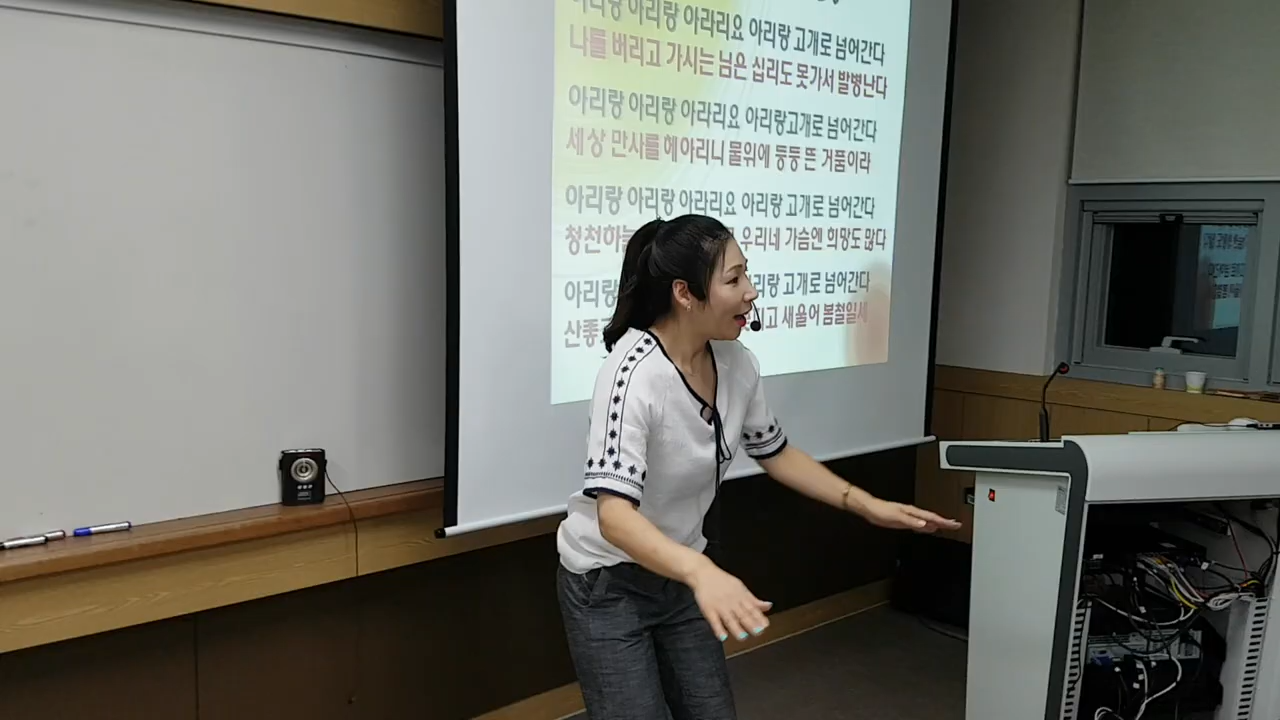 아리랑 아리랑 아라리요 아리랑 고개로 넘어간다
나를 버리고 가시는 님은 십리도 못가서 발병난다
아리랑 아리랑 아라리요 아리랑고개로 넘어간다
세상 만사를 헤아리니 물위에 둥둥 뜬 거품이라
아리랑 아리랑 아라리요 아리랑 고개로 넘어간다
청천하늘 우리네 가슴엔 희망도 많다
아리랑 고개로 넘어간다
산좋고 새울어 봄철일세